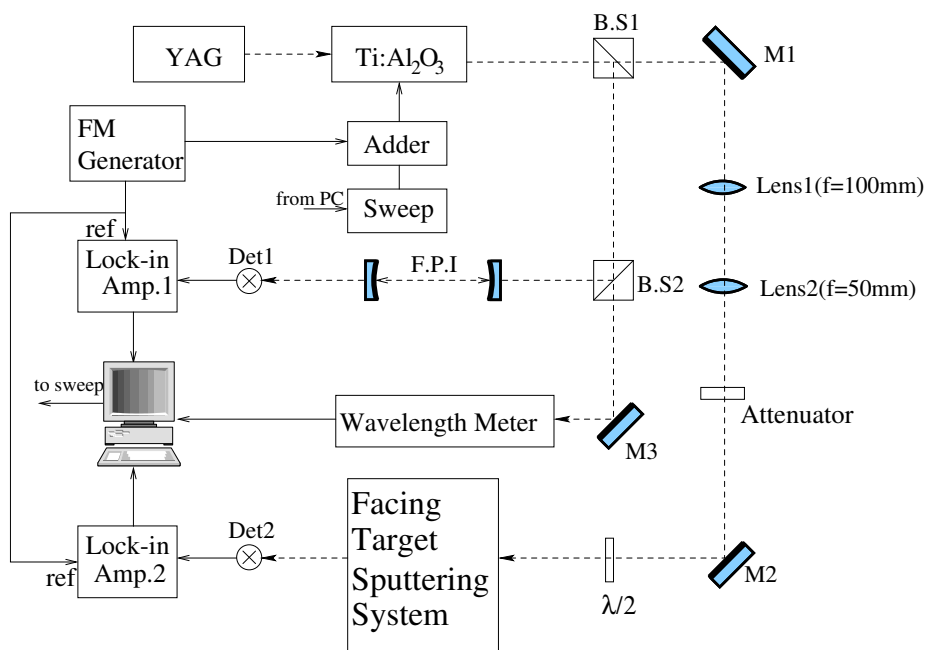 B.S1
YAG
Ti:Al₂O₃
M1
FM
Generator
Adder
from PC
Sweep
Lens1(f=100mm)
ref
Lock-in
Amp.1
Det1
F.P.I
B.S2
Lens2(f=50mm)
to sweep
Wavelength Meter
M3
Attenuator
Lock-in
Amp.2
ref
Det2
Facing
Target
Sputtering
System
λ/2
M2